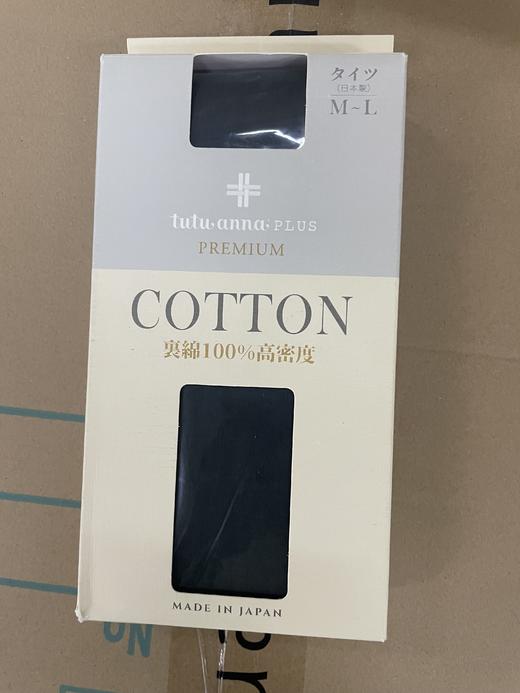 タイツ
(日本製)
M~L
tutu anna PLUS
PREMIUM
COTTON
裏綿100%高密度
MADE IN JAPAN
ON